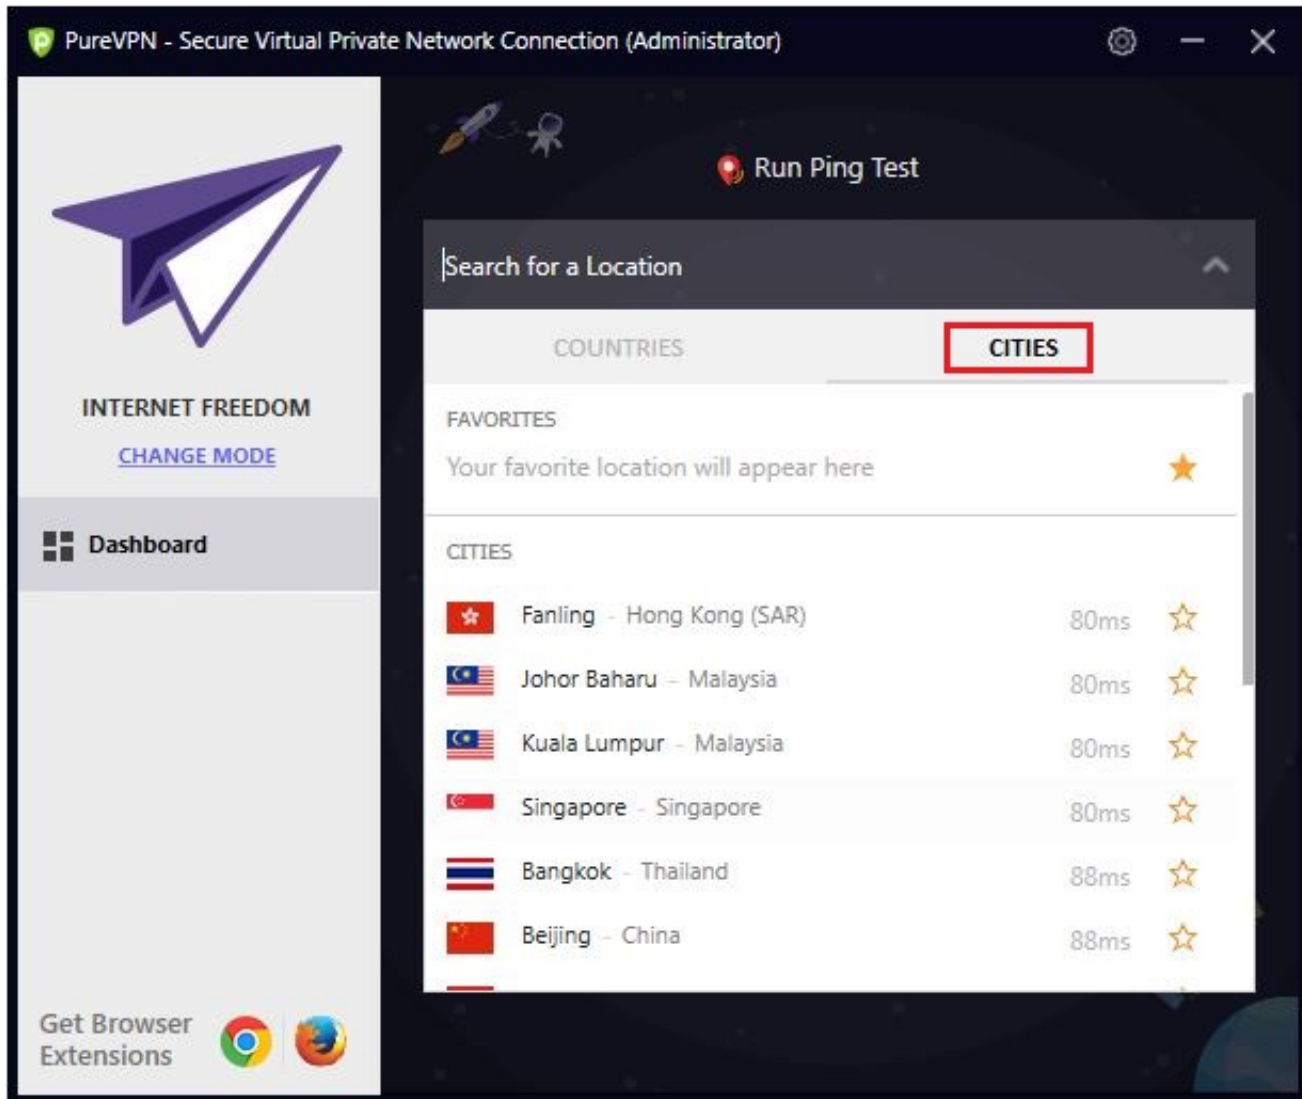 PureVPN - Secure Virtual Private Network Connection (Administrator)
INTERNET FREEDOM
CHANGE MODE
Dashboard
Get Browser
Extensions
Run Ping Test
Search for a Location
COUNTRIES CITIES
FAVORITES
Your favorite location will appear here
CITIES
Fanling - Hong Kong (SAR) 80ms
Johor Baharu - Malaysia 80ms
Kuala Lumpur - Malaysia 80ms
Singapore - Singapore 80ms
Bangkok - Thailand 88ms
Beijing - China 88ms